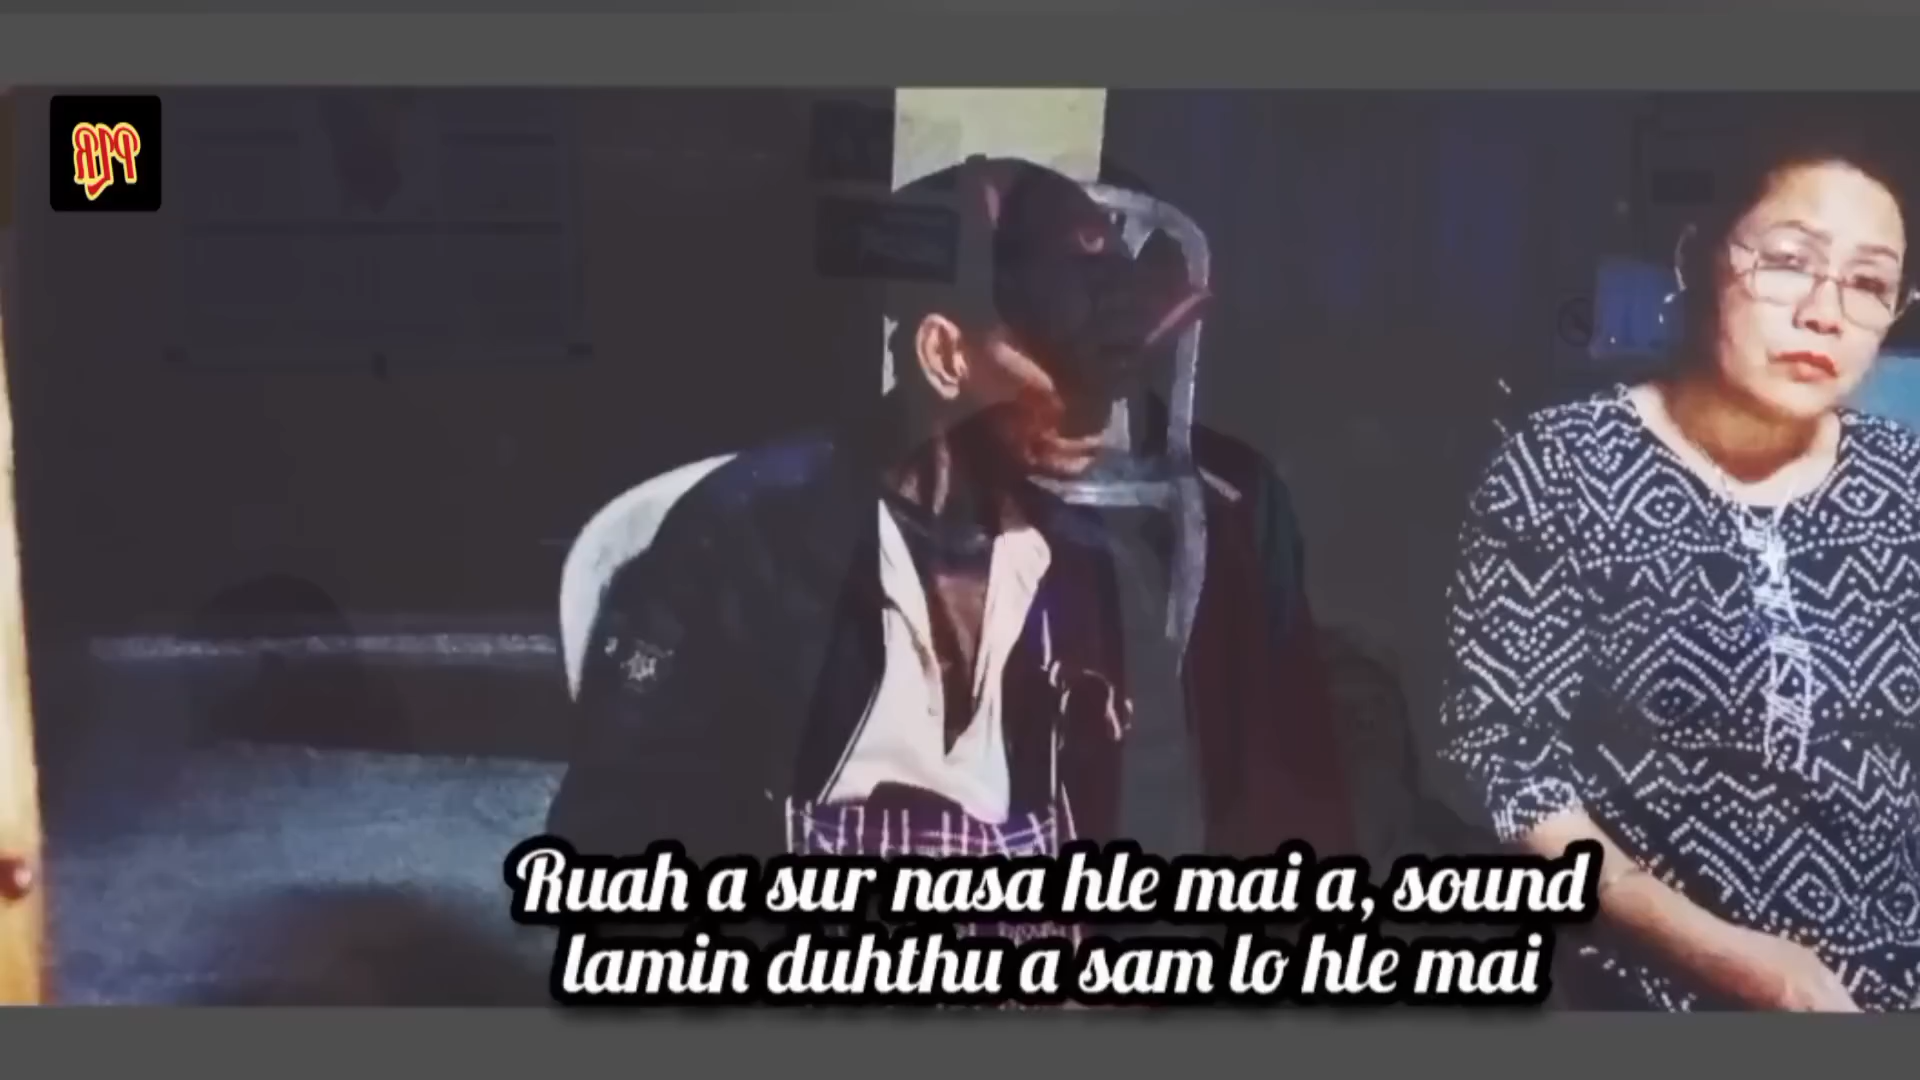 Ruah a sur nasa hle mai a, sound
lamin duhthu a sam lo hle mai